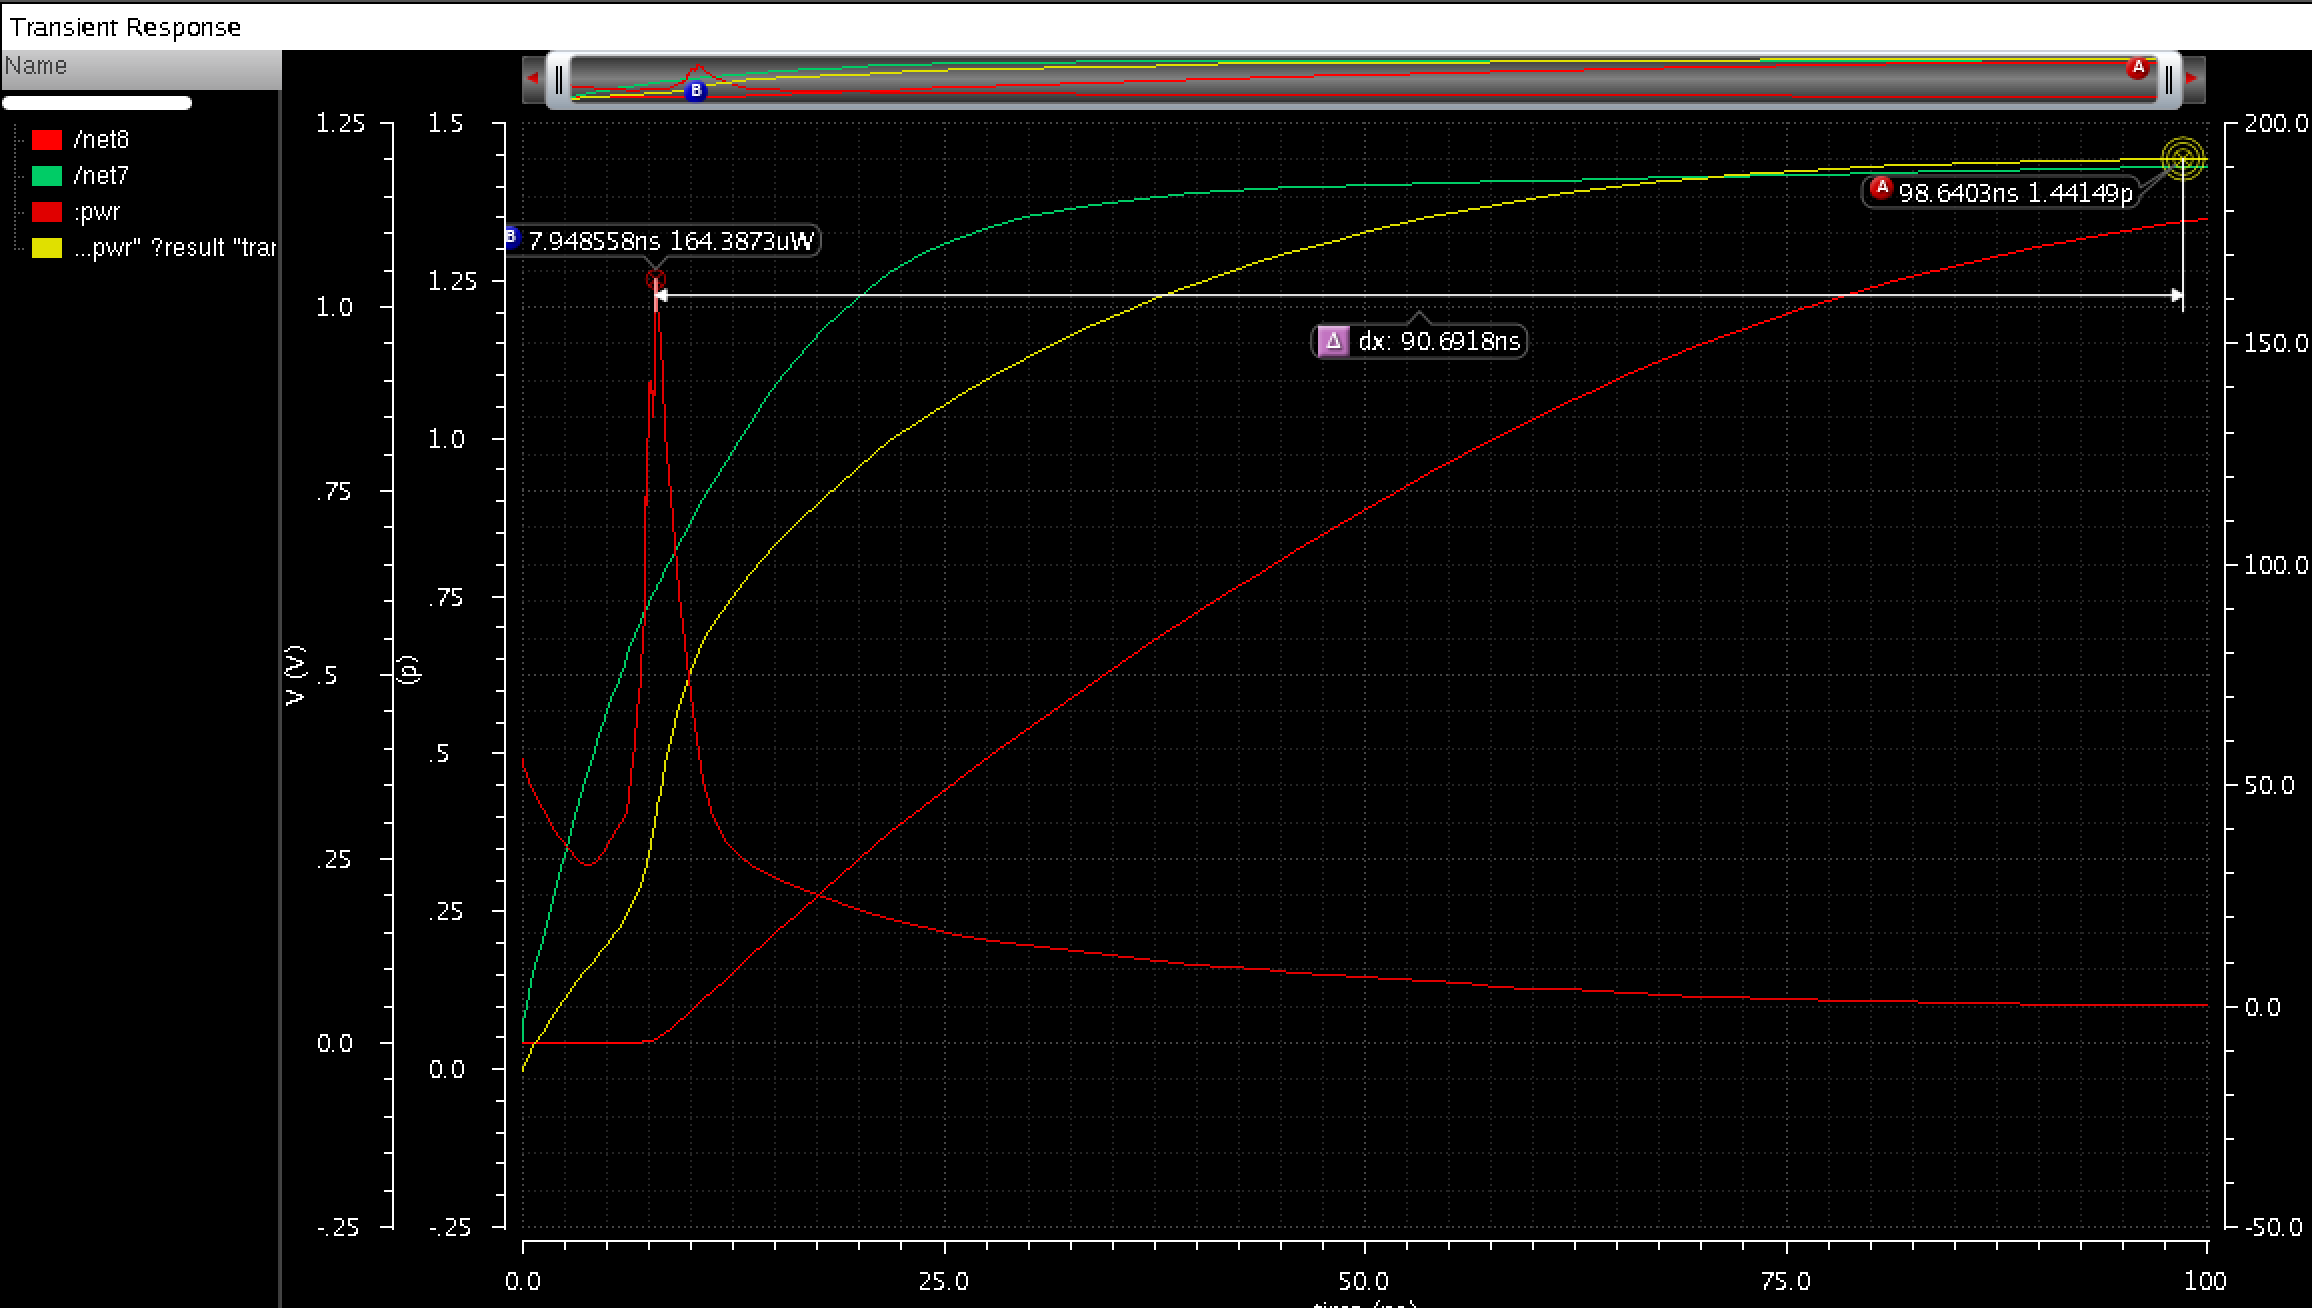 Transient Response
Name
/net8
/net7
:pwr
...pwr" ?result "tran
B
A
1.25
1.0
.75
.5
.25
0.0
-.25
V (V)
1.5
1.25
1.0
.75
.5
.25
0.0
-.25
(p)
B 7.948558ns 164.3873uW
A 98.6403ns 1.44149p
Δ dx: 90.6918ns
200.0
150.0
100.0
50.0
0.0
-50.0
0.0 25.0 50.0 75.0 100